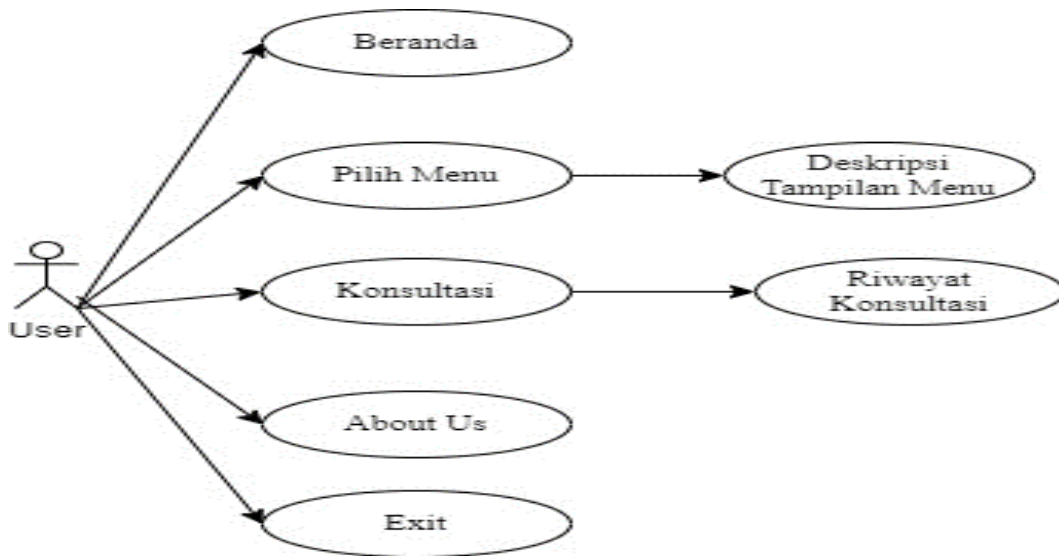 Beranda
Pilih Menu
Deskripsi
Tampilan Menu
User
Konsultasi
Riwayat
Konsultasi
About Us
Exit